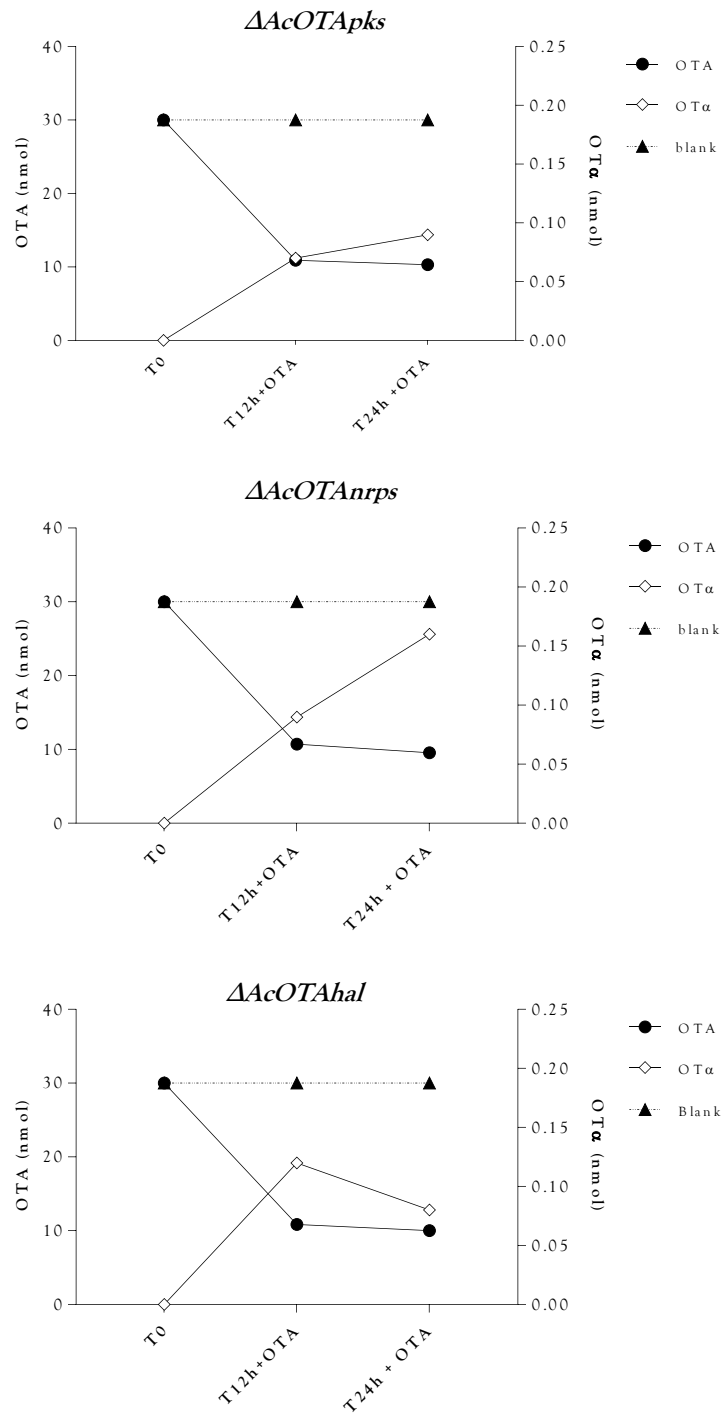 ΔAcOTApks
40
30
20
10
0
OTA (nmol)
0.25
0.20
0.15
0.10
0.05
0.00
OTα (nmol)
T0
T12h+OTA
T24h +OTA
OTA
OTα
blank
ΔAcOTAnrps
40
30
20
10
0
OTA (nmol)
0.25
0.20
0.15
0.10
0.05
0.00
OTα (nmol)
T0
T12h+OTA
T24h + OTA
OTA
OTα
blank
ΔAcOTAhal
40
30
20
10
0
OTA (nmol)
0.25
0.20
0.15
0.10
0.05
0.00
OTα (nmol)
T0
T12h+OTA
T24h + OTA
OTA
OTα
Blank